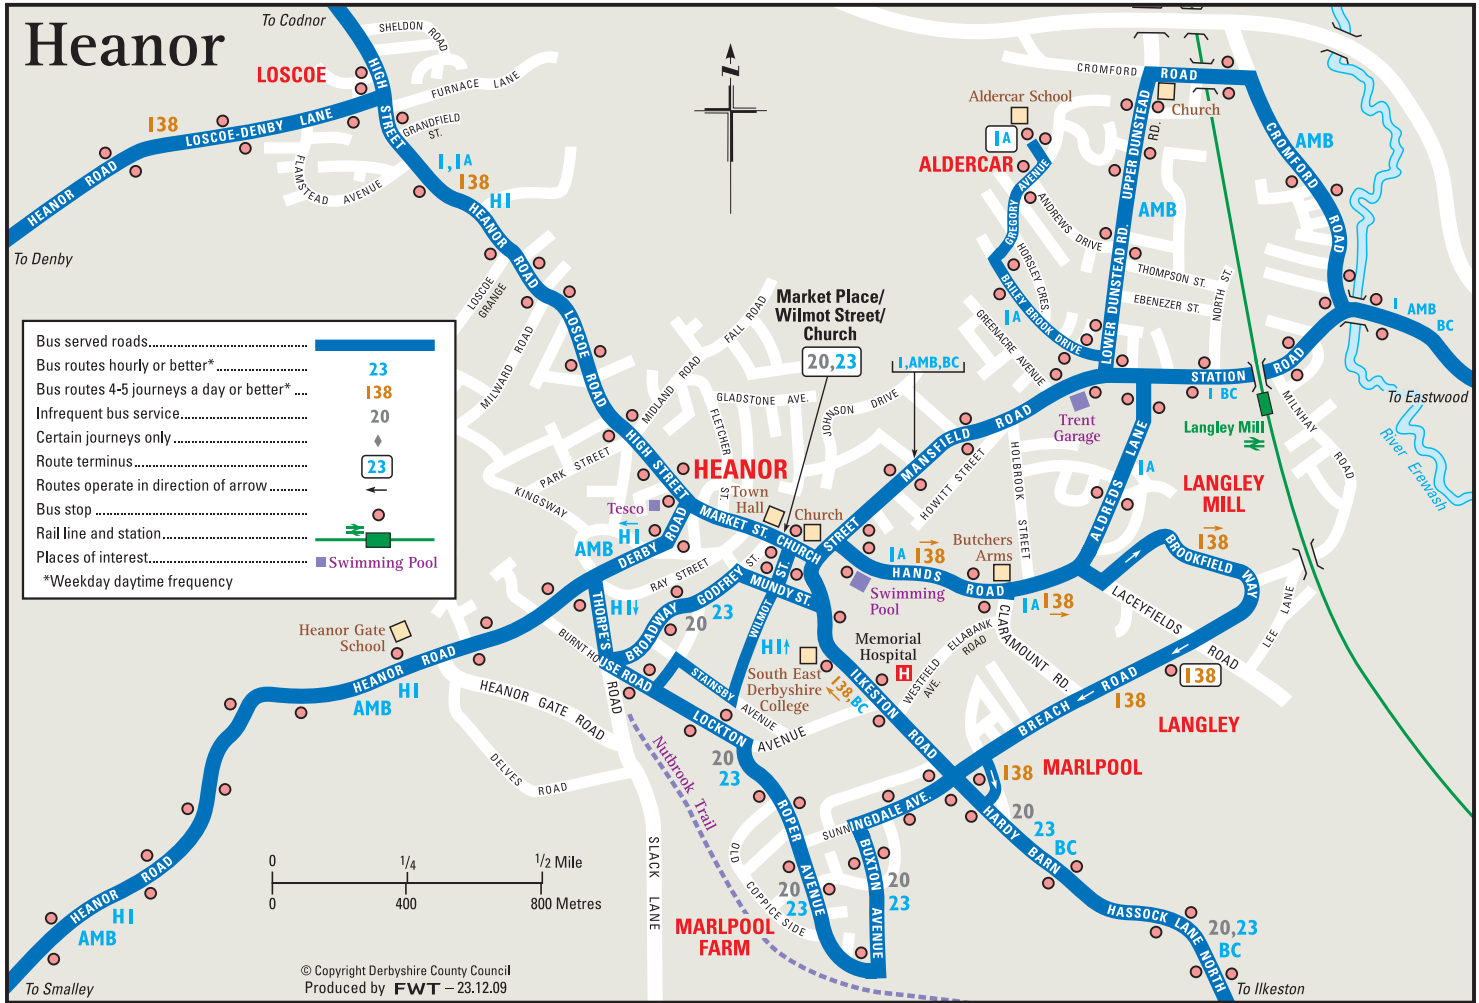 Heanor
To Codnor
SHELDON
ROAD
LOSCOE
HIGH
STREET
FURNACE LANE
GRANDFIELD
ST.
138
LOSCOE-DENBY LANE
FLAMSTEAD AVENUE
HEANOR ROAD
To Denby
1,1A
138
H1
HEANOR
ROAD
LOSCOE
GRANGE
LOSCOE
ROAD
MILWARD ROAD
MIDLAND ROAD
FALL ROAD
Market Place/
Wilmot Street/
Church
20,23
1,AMB,BC
GLADSTONE AVE.
FLETCHER
ST.
JOHNSON DRIVE
HIGH STREET
PARK STREET
KINGSWAY
HEANOR
Town
Hall
Church
Tesco
H1
AMB
DERBY ROAD
MARKET ST.
CHURCH
STREET
MANSFIELD ROAD
HOWITT STREET
HOLBROOK
STREET
CROMFORD
ROAD
Church
Aldercar School
1A
ALDERCAR
GREGORY AVENUE
ANDREWS DRIVE
HORSLEY CRES.
BAILEY BROOK DRIVE
1A
GREENACRE AVENUE
UPPER DUNSTEAD
RD.
AMB
LOWER DUNSTEAD RD.
THOMPSON ST.
EBENEZER ST.
NORTH ST.
AMB
CROMFORD
ROAD
1
AMB
BC
To Eastwood
River Erewash
STATION
ROAD
1 BC
Langley Mill
MILNHAY
ROAD
Trent
Garage
ALDREDS LANE
1A
LANGLEY
MILL
138
BROOKFIELD WAY
LACEYFIELDS
ROAD
LEE LANE
Butchers
Arms
1A 138
HANDS
ROAD
1A 138
Swimming
Pool
RAY STREET
BROADWAY
GODFREY
ST.
MUNDY ST.
WILMOT
ST.
20
23
H1
THORPE'S
ROAD
BURNT HOUSE ROAD
H1
STAINSBY
AVENUE
South East
Derbyshire
College
Memorial
Hospital
H
138,BC
ILKESTON
ROAD
WESTFIELD
AVE.
ELLABANK
ROAD
CLARAMOUNT
RD.
BREACH ROAD
138
138
LANGLEY
MARLPOOL
138
20
23
BC
HARDY BARN
SUNNINGDALE AVE.
BUXTON
AVENUE
20
23
LOCKTON
AVENUE
20
23
ROPER
AVENUE
20
23
OLD
COPPICE SIDE
MARLPOOL
FARM
Nutbrook Trail
SLACK LANE
HASSOCK LANE NORTH
20,23
BC
To Ilkeston
Heanor Gate
School
HEANOR ROAD
H1
AMB
HEANOR GATE ROAD
DELVES
ROAD
HEANOR ROAD
H1
AMB
To Smalley
Bus served roads
Bus routes hourly or better* 23
Bus routes 4-5 journeys a day or better* 138
Infrequent bus service 20
Certain journeys only
Route terminus 23
Routes operate in direction of arrow
Bus stop
Rail line and station
Places of interest Swimming Pool
*Weekday daytime frequency
0 1/4 1/2 Mile
0 400 800 Metres
© Copyright Derbyshire County Council
Produced by FWT – 23.12.09
N